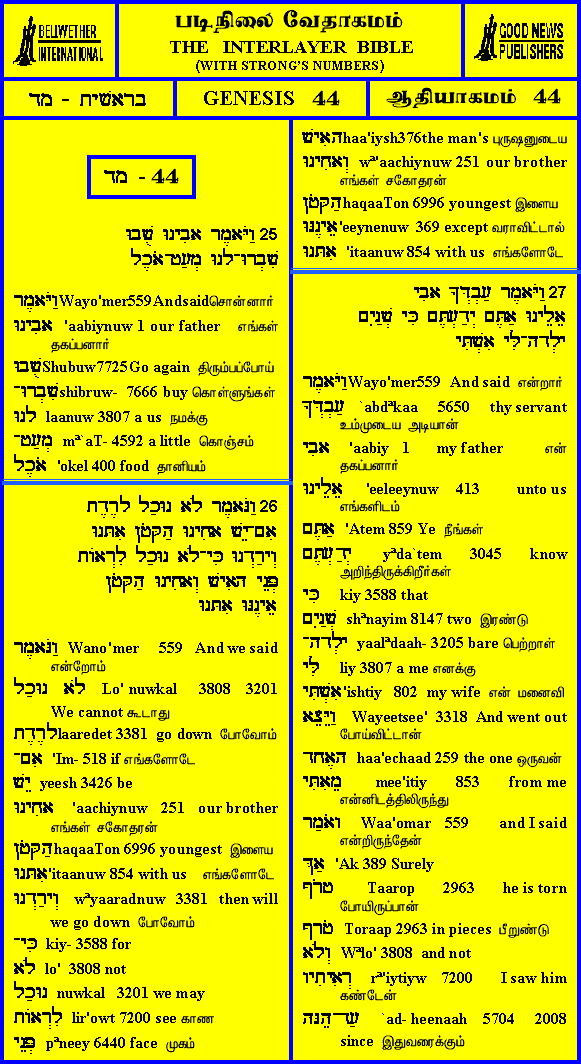 BELLWETHER
INTERNATIONAL
படிநிலை வேதாகமம்
THE INTERLAYER BIBLE
(WITH STRONG'S NUMBERS)
GOOD NEWS
PUBLISHERS
בראשית - מד
GENESIS 44
ஆதியாகமம் 44
מד - 44
25 וַיֹּאמֶר אָבִינוּ שֻׁבוּ
שִׁבְרוּ־לָנוּ מְעַט־אֹכֶל
וַיֹּאמֶר Wayo'mer559 Andsaid சொன்னார்
אָבִינוּ 'aabiynuw 1 our father எங்கள்
தகப்பனார்
שֻׁבוּ Shubuw7725 Go again திரும்பப்போய்
שִׁבְרוּ־ shibruw- 7666 buy கொள்ளுங்கள்
לָנוּ laanuw 3807 a us நமக்கு
מְעַט־ mᵃ`aT- 4592 a little கொஞ்சம்
אֹכֶל 'okel 400 food தானியம்
26 וַנֹּאמֶר לֹא נוּכַל לָרֶדֶת
אִם־יֵשׁ אָחִינוּ הַקָּטֹן אִתָּנוּ
וְיָרַדְנוּ כִּי־לֹא נוּכַל לִרְאוֹת
פְּנֵי הָאִישׁ וְאָחִינוּ הַקָּטֹן
אֵינֶנּוּ אִתָּנוּ
וַנֹּאמֶר Wano'mer 559 And we said
என்றோம்
לֹא נוּכַל Lo' nuwkal 3808 3201
We cannot கூடாது
לָרֶדֶת laaredet 3381 go down போவோம்
אִם־ 'Im- 518 if எங்களோடே
יֵשׁ yeesh 3426 be
אָחִינוּ 'aachiynuw 251 our brother
எங்கள் சகோதரன்
הַקָּטֹן haqaaTon 6996 youngest இளைய
אִתָּנוּ 'itaanuw 854 with us எங்களோடே
וְיָרַדְנוּ wᵃyaaradnuw 3381 then will
we go down போவோம்
כִּי־ kiy- 3588 for
לֹא lo' 3808 not
נוּכַל nuwkal 3201 we may
לִרְאוֹת lir'owt 7200 see காண
פְּנֵי pᵃneey 6440 face முகம்
הָאִישׁ haa'iysh376the man's புருஷனுடைய
וְאָחִינוּ wᵃ'aachiynuw 251 our brother
எங்கள் சகோதரன்
הַקָּטֹן haqaaTon 6996 youngest இளைய
אֵינֶנּוּ 'eeynenuw 369 except வராவிட்டால்
אִתָּנוּ 'itaanuw 854 with us எங்களோடே
27 וַיֹּאמֶר עַבְדְּךָ אָבִי
אֵלֵינוּ אַתֶּם יְדַעְתֶּם כִּי שְׁנַיִם
יָלְדָה־לִּי אִשְׁתִּי
וַיֹּאמֶר Wayo'mer559 And said என்றார்
עַבְדְּךָ `abdᵃkaa 5650 thy servant
உம்முடைய அடியான்
אָבִי 'aabiy 1 my father என்
தகப்பனார்
אֵלֵינוּ 'eeleeynuw 413 unto us
எங்களிடம்
אַתֶּם 'Atem 859 Ye நீங்கள்
יְדַעְתֶּם yᵃda`tem 3045 know
அறிந்திருக்கிறீர்கள்
כִּי kiy 3588 that
שְׁנַיִם shᵃnayim 8147 two இரண்டு
יָלְדָה־ yaalᵃdaah- 3205 bare பெற்றாள்
לִּי liy 3807 a me எனக்கு
אִשְׁתִּי 'ishtiy 802 my wife என் மனைவி
וַיֵּצֵא Wayeetsee' 3318 And went out
போய்விட்டான்
הָאֶחָד haa'echaad 259 the one ஒருவன்
מֵאִתִּי mee'itiy 853 from me
என்னிடத்திலிருந்து
וָאֹמַר Waa'omar 559 and I said
என்றிருந்தேன்
אַךְ 'Ak 389 Surely
טָרֹף Taarop 2963 he is torn
போயிருப்பான்
טֹרָף Toraap 2963 in pieces பீறுண்டு
וְלֹא Wᵃlo' 3808 and not
רְאִיתִיו rᵃ'iytiyw 7200 I saw him
கண்டேன்
עַד־הֵנָּה `ad- heenaah 5704 2008
since இதுவரைக்கும்